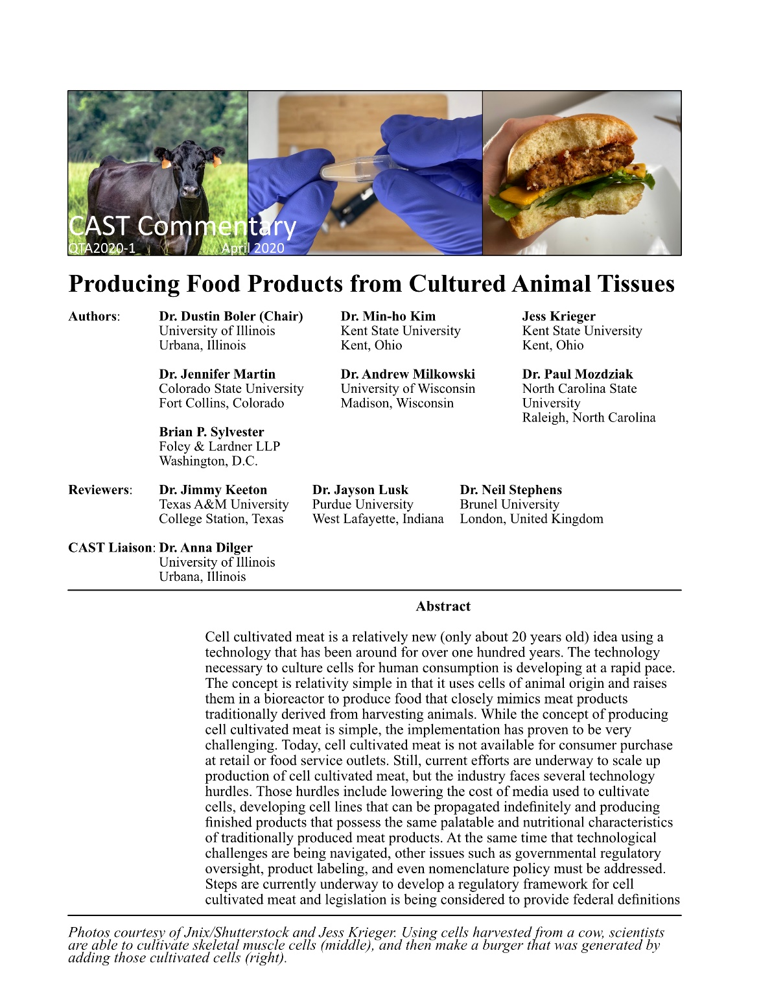 CAST Commentary
QTA2020-1 April 2020
Producing Food Products from Cultured Animal Tissues
Authors: Dr. Dustin Boler (Chair) Dr. Min-ho Kim Jess Krieger
University of Illinois Kent State University Kent State University
Urbana, Illinois Kent, Ohio Kent, Ohio
Dr. Jennifer Martin Dr. Andrew Milkowski Dr. Paul Mozdziak
Colorado State University University of Wisconsin North Carolina State
Fort Collins, Colorado Madison, Wisconsin University
Raleigh, North Carolina
Brian P. Sylvester
Foley & Lardner LLP
Washington, D.C.
Reviewers: Dr. Jimmy Keeton Dr. Jayson Lusk Dr. Neil Stephens
Texas A&M University Purdue University Brunel University
College Station, Texas West Lafayette, Indiana London, United Kingdom
CAST Liaison: Dr. Anna Dilger
University of Illinois
Urbana, Illinois
Abstract
Cell cultivated meat is a relatively new (only about 20 years old) idea using a
technology that has been around for over one hundred years. The technology
necessary to culture cells for human consumption is developing at a rapid pace.
The concept is relativity simple in that it uses cells of animal origin and raises
them in a bioreactor to produce food that closely mimics meat products
traditionally derived from harvesting animals. While the concept of producing
cell cultivated meat is simple, the implementation has proven to be very
challenging. Today, cell cultivated meat is not available for consumer purchase
at retail or food service outlets. Still, current efforts are underway to scale up
production of cell cultivated meat, but the industry faces several technology
hurdles. Those hurdles include lowering the cost of media used to cultivate
cells, developing cell lines that can be propagated indefinitely and producing
finished products that possess the same palatable and nutritional characteristics
of traditionally produced meat products. At the same time that technological
challenges are being navigated, other issues such as governmental regulatory
oversight, product labeling, and even nomenclature policy must be addressed.
Steps are currently underway to develop a regulatory framework for cell
cultivated meat and legislation is being considered to provide federal definitions
Photos courtesy of Jnix/Shutterstock and Jess Krieger. Using cells harvested from a cow, scientists
are able to cultivate skeletal muscle cells (middle), and then make a burger that was generated by
adding those cultivated cells (right).